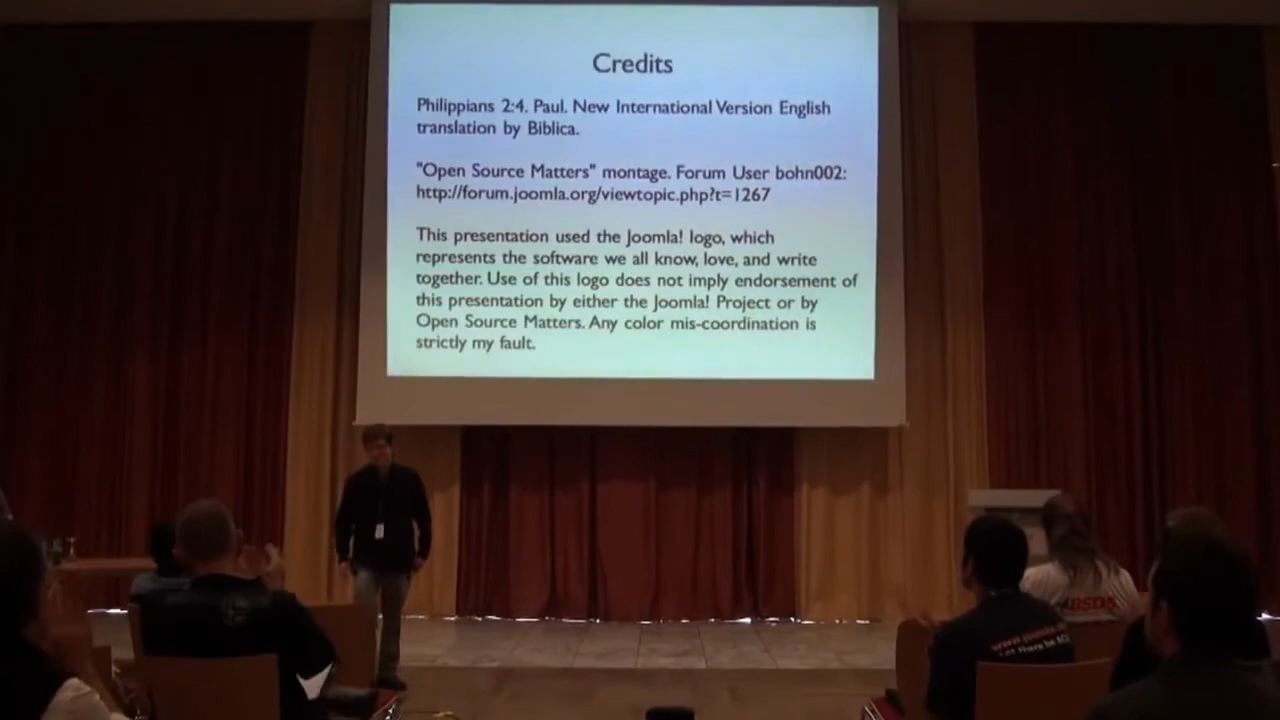 Credits
Philippians 2:4. Paul. New International Version English
translation by Biblica.
"Open Source Matters" montage. Forum User bohn002:
http://forum.joomla.org/viewtopic.php?t=1267
This presentation used the Joomla! logo, which
represents the software we all know, love, and write
together. Use of this logo does not imply endorsement of
this presentation by either the Joomla! Project or by
Open Source Matters. Any color mis-coordination is
strictly my fault.